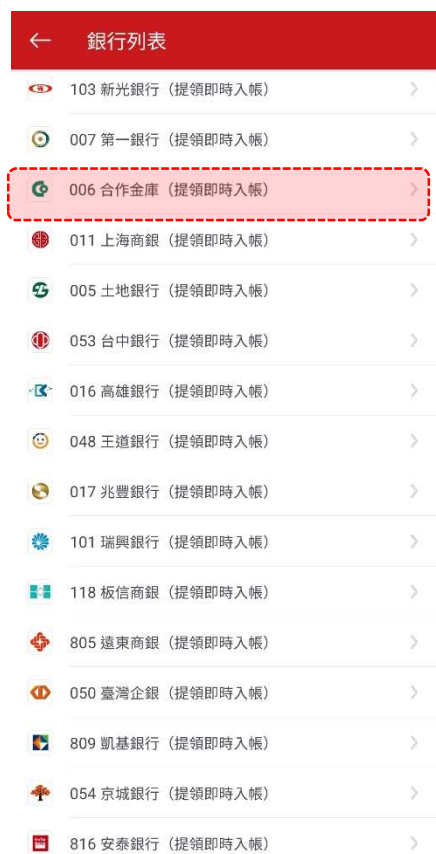 銀行列表
103 新光銀行（提領即時入帳）
007 第一銀行（提領即時入帳）
006 合作金庫（提領即時入帳）
011 上海商銀（提領即時入帳）
005 土地銀行（提領即時入帳）
053 台中銀行（提領即時入帳）
016 高雄銀行（提領即時入帳）
048 王道銀行（提領即時入帳）
017 兆豐銀行（提領即時入帳）
101 瑞興銀行（提領即時入帳）
118 板信商銀（提領即時入帳）
805 遠東商銀（提領即時入帳）
050 臺灣企銀（提領即時入帳）
809 凱基銀行（提領即時入帳）
054 京城銀行（提領即時入帳）
816 安泰銀行（提領即時入帳）